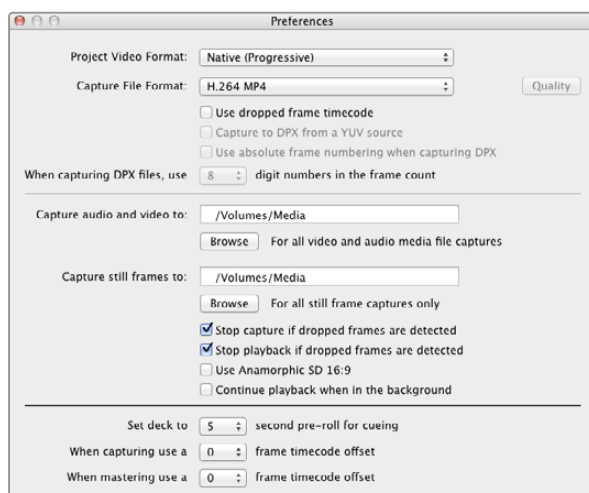 Preferences
Project Video Format: Native (Progressive)
Capture File Format: H.264 MP4 Quality
Use dropped frame timecode
Capture to DPX from a YUV source
Use absolute frame numbering when capturing DPX
When capturing DPX files, use 8 digit numbers in the frame count
Capture audio and video to: /Volumes/Media
Browse For all video and audio media file captures
Capture still frames to: /Volumes/Media
Browse For all still frame captures only
Stop capture if dropped frames are detected
Stop playback if dropped frames are detected
Use Anamorphic SD 16:9
Continue playback when in the background
Set deck to 5 second pre-roll for cueing
When capturing use a 0 frame timecode offset
When mastering use a 0 frame timecode offset